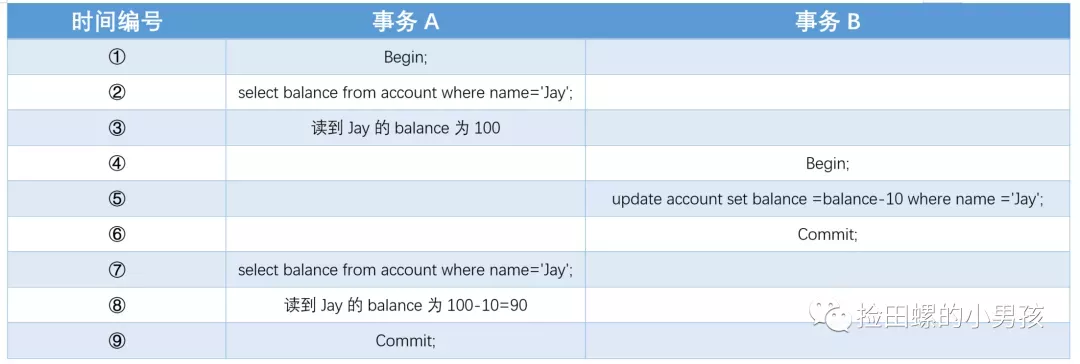 时间编号 事务 A 事务 B
① Begin;
② select balance from account where name='Jay';
③ 读到 Jay 的 balance 为 100
④ Begin;
⑤ update account set balance =balance-10 where name ='Jay';
⑥ Commit;
⑦ select balance from account where name='Jay';
⑧ 读到 Jay 的 balance 为 100-10=90
⑨ Commit;
捡田螺的小男孩